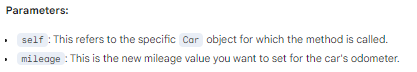 Parameters:
• self : This refers to the specific Car object for which the method is called.
• mileage : This is the new mileage value you want to set for the car's odometer.